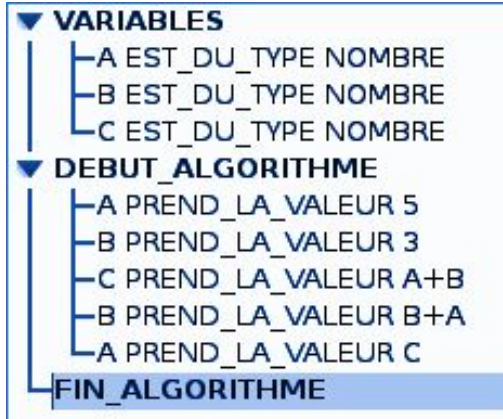 VARIABLES
A EST_DU_TYPE NOMBRE
B EST_DU_TYPE NOMBRE
C EST_DU_TYPE NOMBRE
DEBUT_ALGORITHME
A PREND_LA_VALEUR 5
B PREND_LA_VALEUR 3
C PREND_LA_VALEUR A+B
B PREND_LA_VALEUR B+A
A PREND_LA_VALEUR C
FIN_ALGORITHME